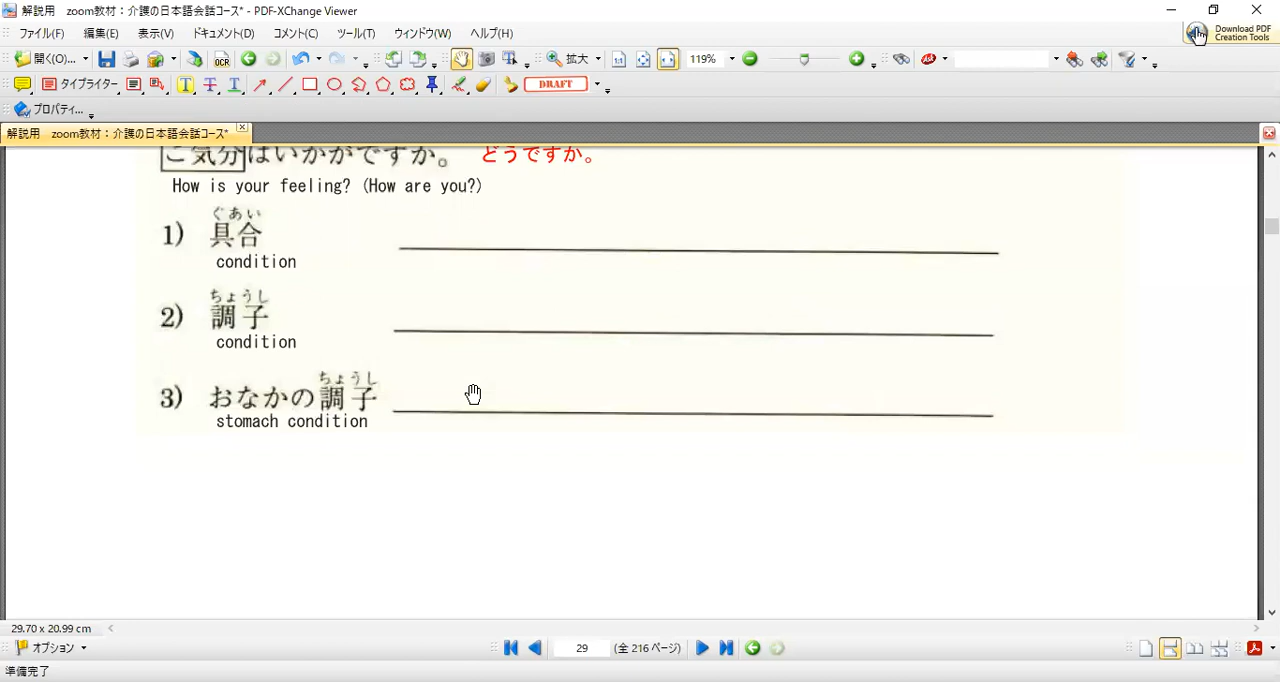 解説用　zoom教材：介護の日本語会話コース* - PDF-XChange Viewer
ファイル(F) 編集(E) 表示(V) ドキュメント(D) コメント(C) ツール(T) ウィンドウ(W) ヘルプ(H)
Download PDF
Creation Tools
開く(O)... OCR 拡大 1:1 119%
タイプライター T T T DRAFT
プロパティ...
解説用　zoom教材：介護の日本語会話コース*
ご気分はいかがですか。 どうですか。
How is your feeling? (How are you?)
ぐあい
1) 具合
condition
ちょうし
2) 調子
condition
ちょうし
3) おなかの調子
stomach condition
29.70 x 20.99 cm
オプション 29 (全 216 ページ)
準備完了